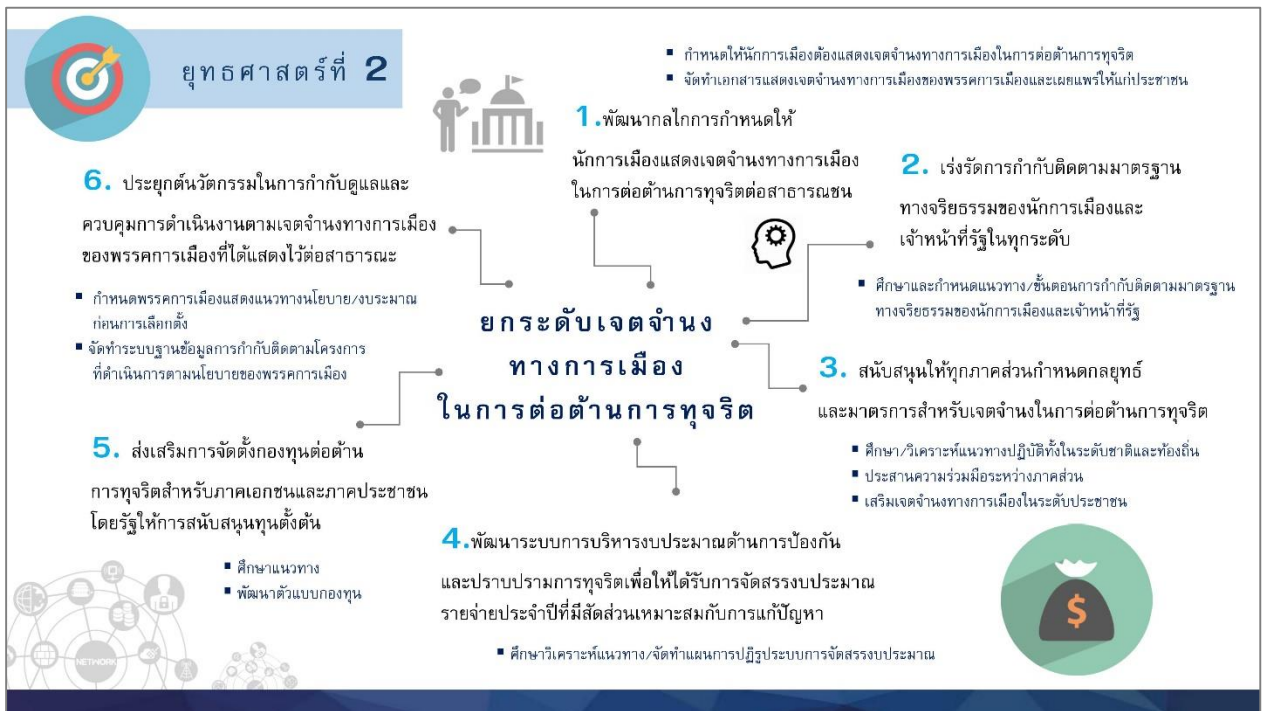 ยุทธศาสตร์ที่ 2
▪ กำหนดให้นักการเมืองต้องแสดงเจตจำนงทางการเมืองในการต่อต้านการทุจริต
▪ จัดทำเอกสารแสดงเจตจำนงทางการเมืองของพรรคการเมืองและเผยแพร่ให้แก่ประชาชน
1.พัฒนากลไกการกำหนดให้
นักการเมืองแสดงเจตจำนงทางการเมือง
ในการต่อต้านการทุจริตต่อสาธารณชน
2. เร่งรัดการกำกับติดตามมาตรฐาน
ทางจริยธรรมของนักการเมืองและ
เจ้าหน้าที่รัฐในทุกระดับ
▪ ศึกษาและกำหนดแนวทาง/ขั้นตอนการกำกับติดตามมาตรฐาน
ทางจริยธรรมของนักการเมืองและเจ้าหน้าที่รัฐ
3. สนับสนุนให้ทุกภาคส่วนกำหนดกลยุทธ์
และมาตรการสำหรับเจตจำนงในการต่อต้านการทุจริต
▪ ศึกษา/วิเคราะห์แนวทางปฏิบัติทั้งในระดับชาติและท้องถิ่น
▪ ประสานความร่วมมือระหว่างภาคส่วน
▪ เสริมเจตจำนงทางการเมืองในระดับประชาชน
4.พัฒนาระบบการบริหารงบประมาณด้านการป้องกัน
และปราบปรามการทุจริตเพื่อให้ได้รับการจัดสรรงบประมาณ
รายจ่ายประจำปีที่มีสัดส่วนเหมาะสมกับการแก้ปัญหา
▪ ศึกษาวิเคราะห์แนวทาง/จัดทำแผนการปฏิรูประบบการจัดสรรงบประมาณ
5. ส่งเสริมการจัดตั้งกองทุนต่อต้าน
การทุจริตสำหรับภาคเอกชนและภาคประชาชน
โดยรัฐให้การสนับสนุนทุนตั้งต้น
▪ ศึกษาแนวทาง
▪ พัฒนาตัวแบบกองทุน
6. ประยุกต์นวัตกรรมในการกำกับดูแลและ
ควบคุมการดำเนินงานตามเจตจำนงทางการเมือง
ของพรรคการเมืองที่ได้แสดงไว้ต่อสาธารณะ
▪ กำหนดพรรคการเมืองแสดงแนวทางนโยบาย/งบประมาณ
ก่อนการเลือกตั้ง
▪ จัดทำระบบฐานข้อมูลการกำกับติดตามโครงการ
ที่ดำเนินการตามนโยบายของพรรคการเมือง
ยกระดับเจตจำนง
ทางการเมือง
ในการต่อต้านการทุจริต
NETWORK
$